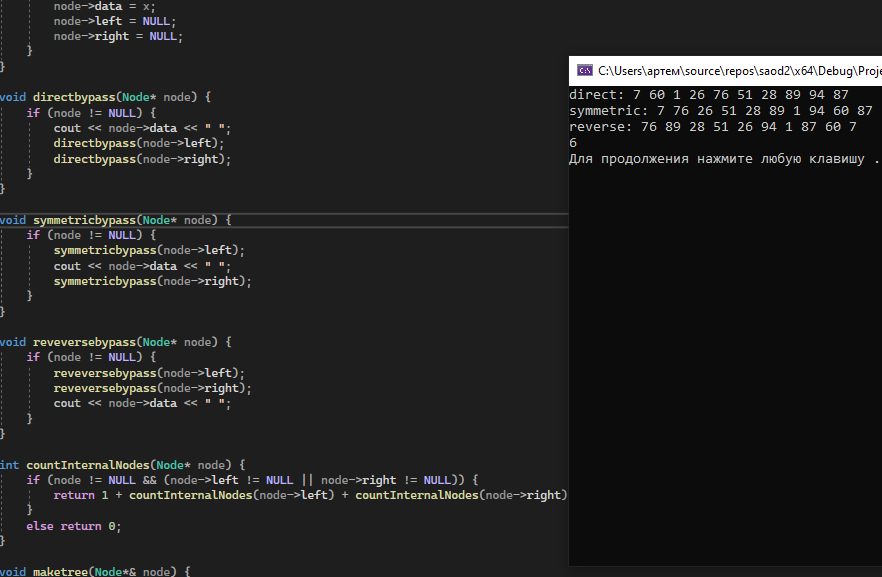 node->data = x;
node->left = NULL;
node->right = NULL;
}
}
void directbypass(Node* node) {
if (node != NULL) {
cout << node->data << " ";
directbypass(node->left);
directbypass(node->right);
}
}
void symmetricbypass(Node* node) {
if (node != NULL) {
symmetricbypass(node->left);
cout << node->data << " ";
symmetricbypass(node->right);
}
}
void reveversebypass(Node* node) {
if (node != NULL) {
reveversebypass(node->left);
reveversebypass(node->right);
cout << node->data << " ";
}
}
int countInternalNodes(Node* node) {
if (node != NULL && (node->left != NULL || node->right != NULL)) {
return 1 + countInternalNodes(node->left) + countInternalNodes(node->right)
}
else return 0;
}
void maketree(Node*& node) {
C:\Users\артем\source\repos\saod2\x64\Debug\Proje
direct: 7 60 1 26 76 51 28 89 94 87
symmetric: 7 76 26 51 28 89 1 94 60 87
reverse: 76 89 28 51 26 94 1 87 60 7
6
Для продолжения нажмите любую клавишу .